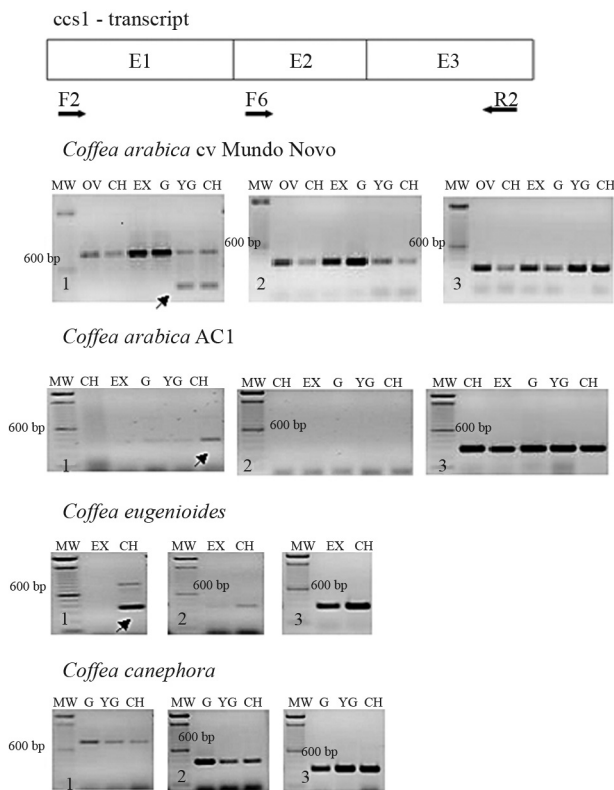 ccs1 - transcript
E1 E2 E3
F2 F6 R2
Coffea arabica cv Mundo Novo
MW OV CH EX G YG CH MW OV CH EX G YG CH MW OV CH EX G YG CH
600 bp 600 bp 600 bp
1 2 3
Coffea arabica AC1
MW CH EX G YG CH MW CH EX G YG CH MW CH EX G YG CH
600 bp 600 bp 600 bp
1 2 3
Coffea eugenioides
MW EX CH MW EX CH MW EX CH
600 bp 600 bp 600 bp
1 2 3
Coffea canephora
MW G YG CH MW G YG CH MW G YG CH
600 bp 600 bp 600 bp
1 2 3